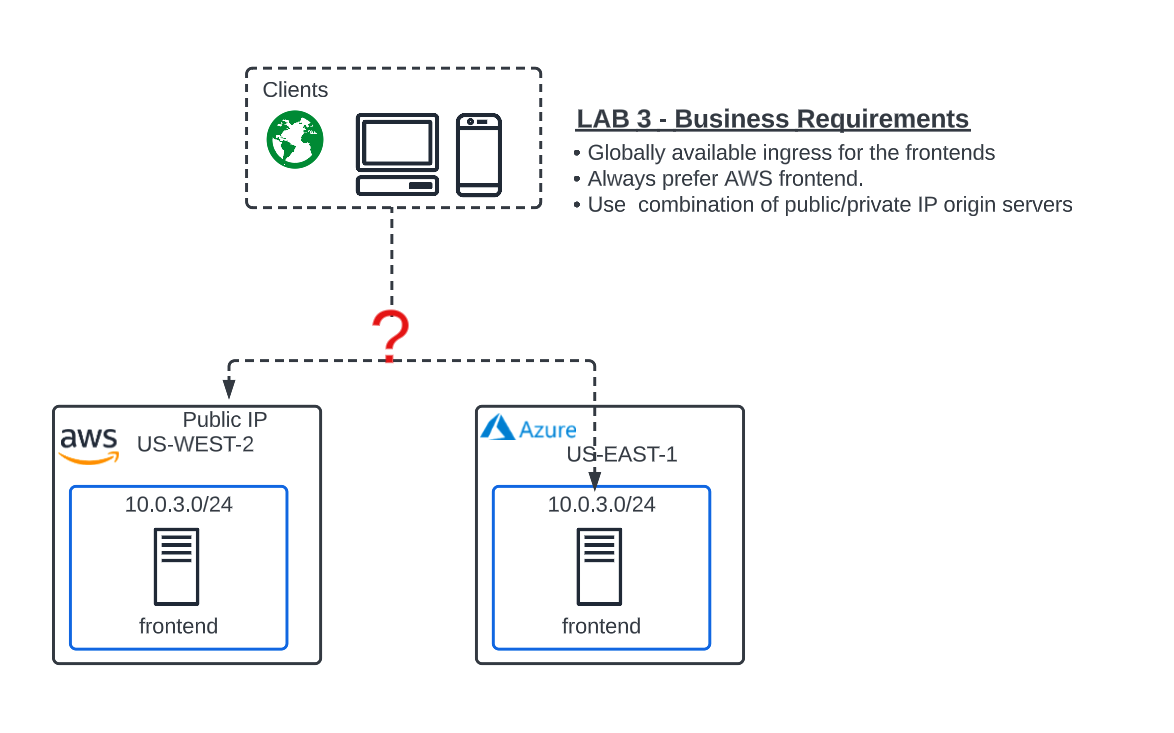 Clients
LAB 3 - Business Requirements
• Globally available ingress for the frontends
• Always prefer AWS frontend.
• Use  combination of public/private IP origin servers
?
aws
Public IP
US-WEST-2
10.0.3.0/24
frontend
Azure
US-EAST-1
10.0.3.0/24
frontend